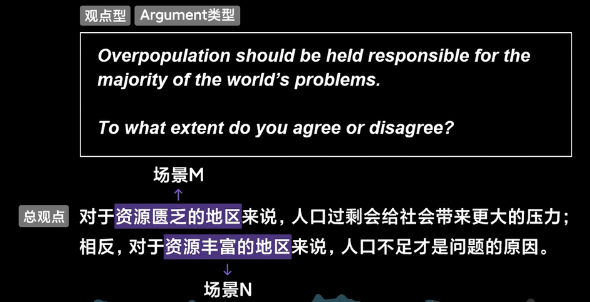 观点型 Argument类型
Overpopulation should be held responsible for the
majority of the world's problems.
To what extent do you agree or disagree?
场景M
总观点 对于资源匮乏的地区来说，人口过剩会给社会带来更大的压力；
相反，对于资源丰富的地区来说，人口不足才是问题的原因。
场景N